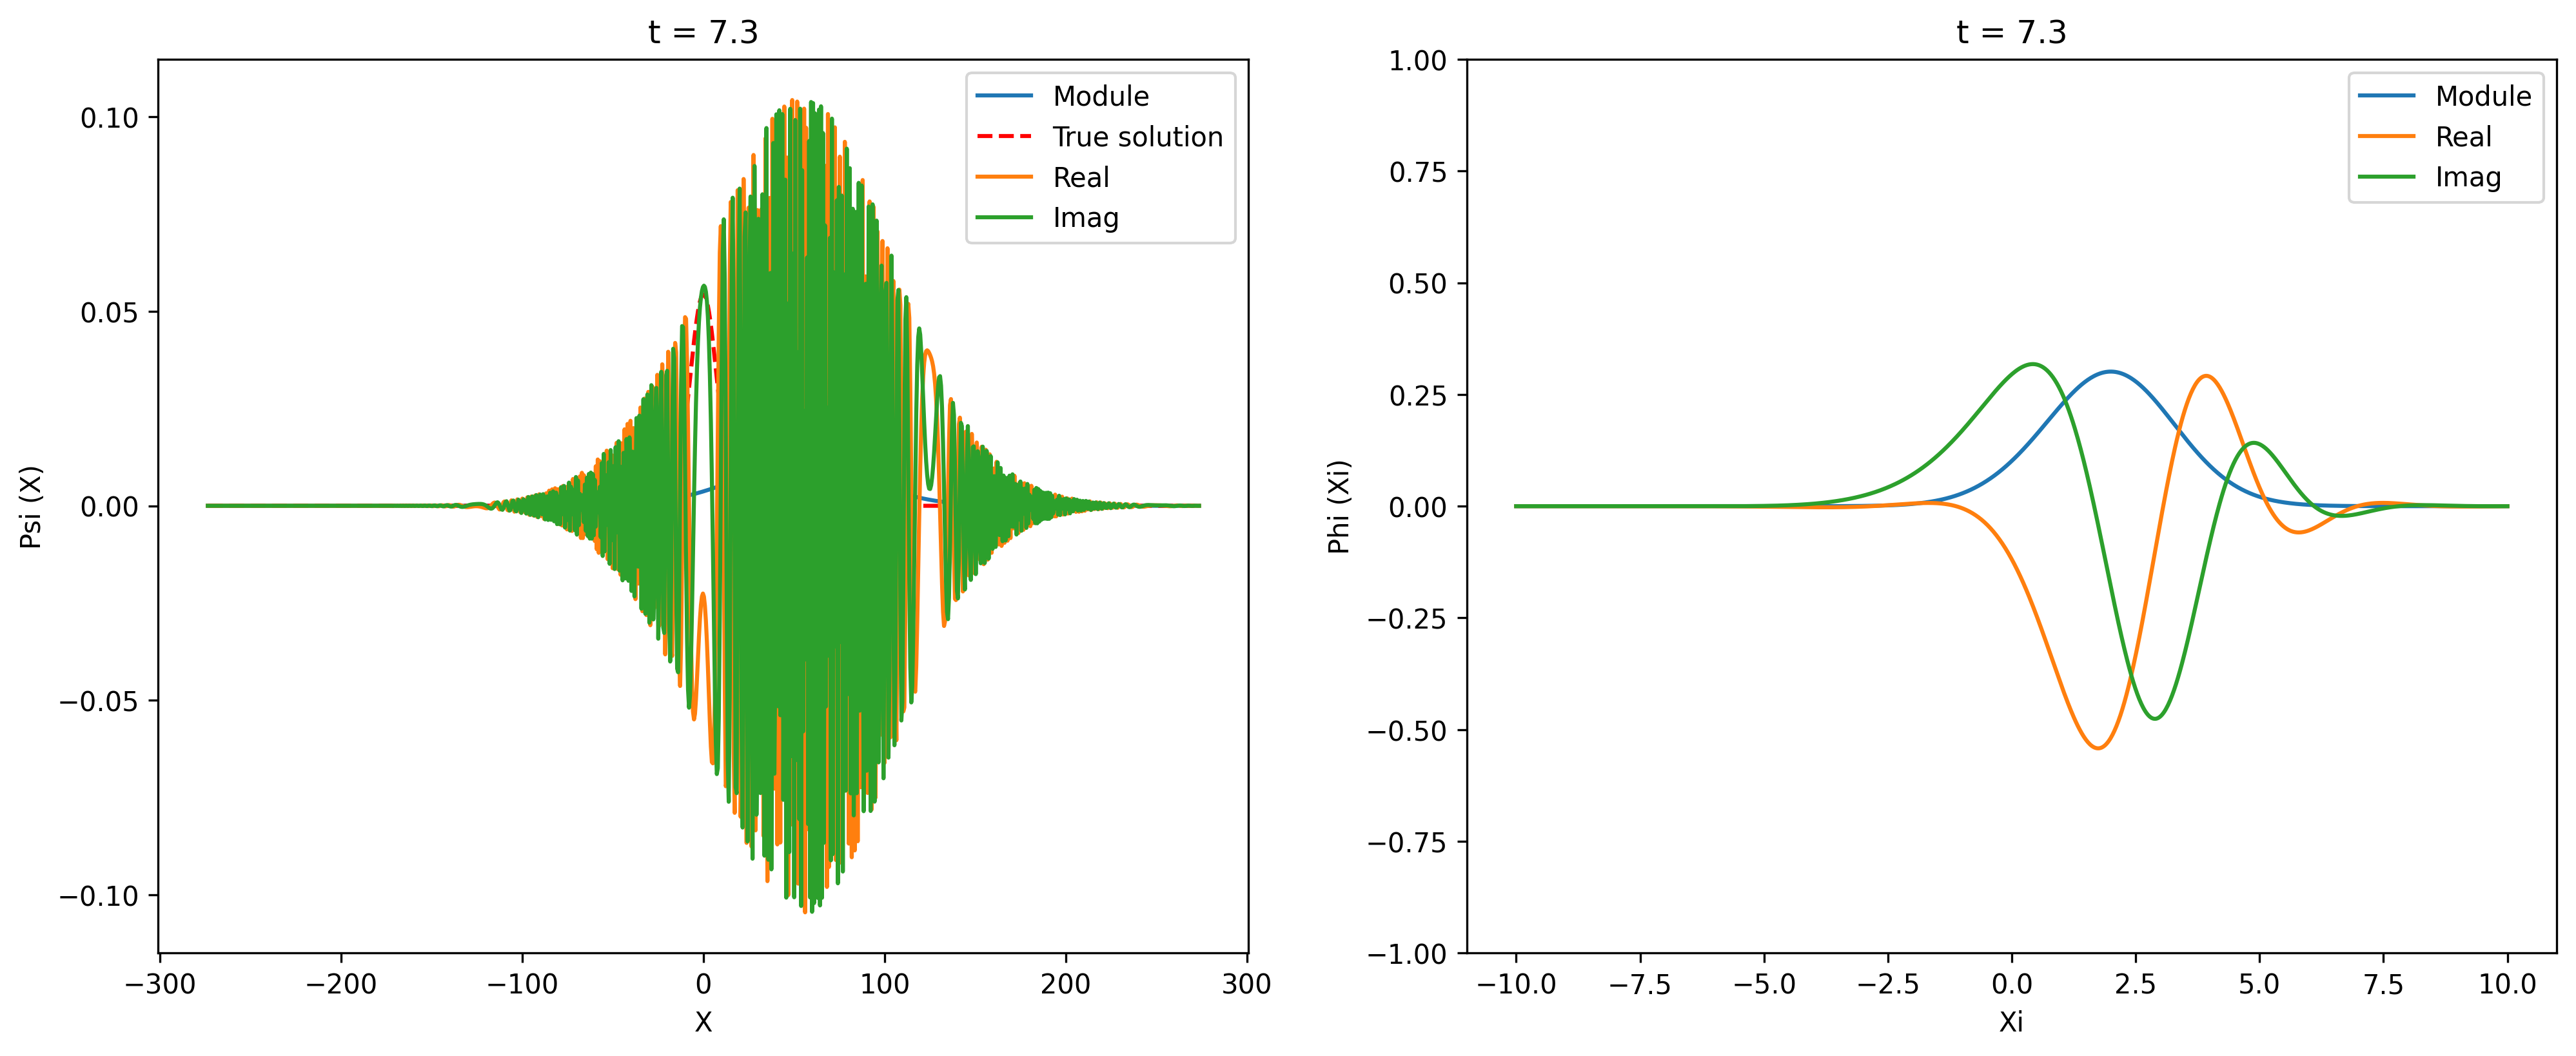 t = 7.3
Psi (X)
0.10
0.05
0.00
−0.05
−0.10
−300
−200
−100
0
100
200
300
X
Module
True solution
Real
Imag
t = 7.3
Phi (Xi)
1.00
0.75
0.50
0.25
0.00
−0.25
−0.50
−0.75
−1.00
−10.0
−7.5
−5.0
−2.5
0.0
2.5
5.0
7.5
10.0
Xi
Module
Real
Imag